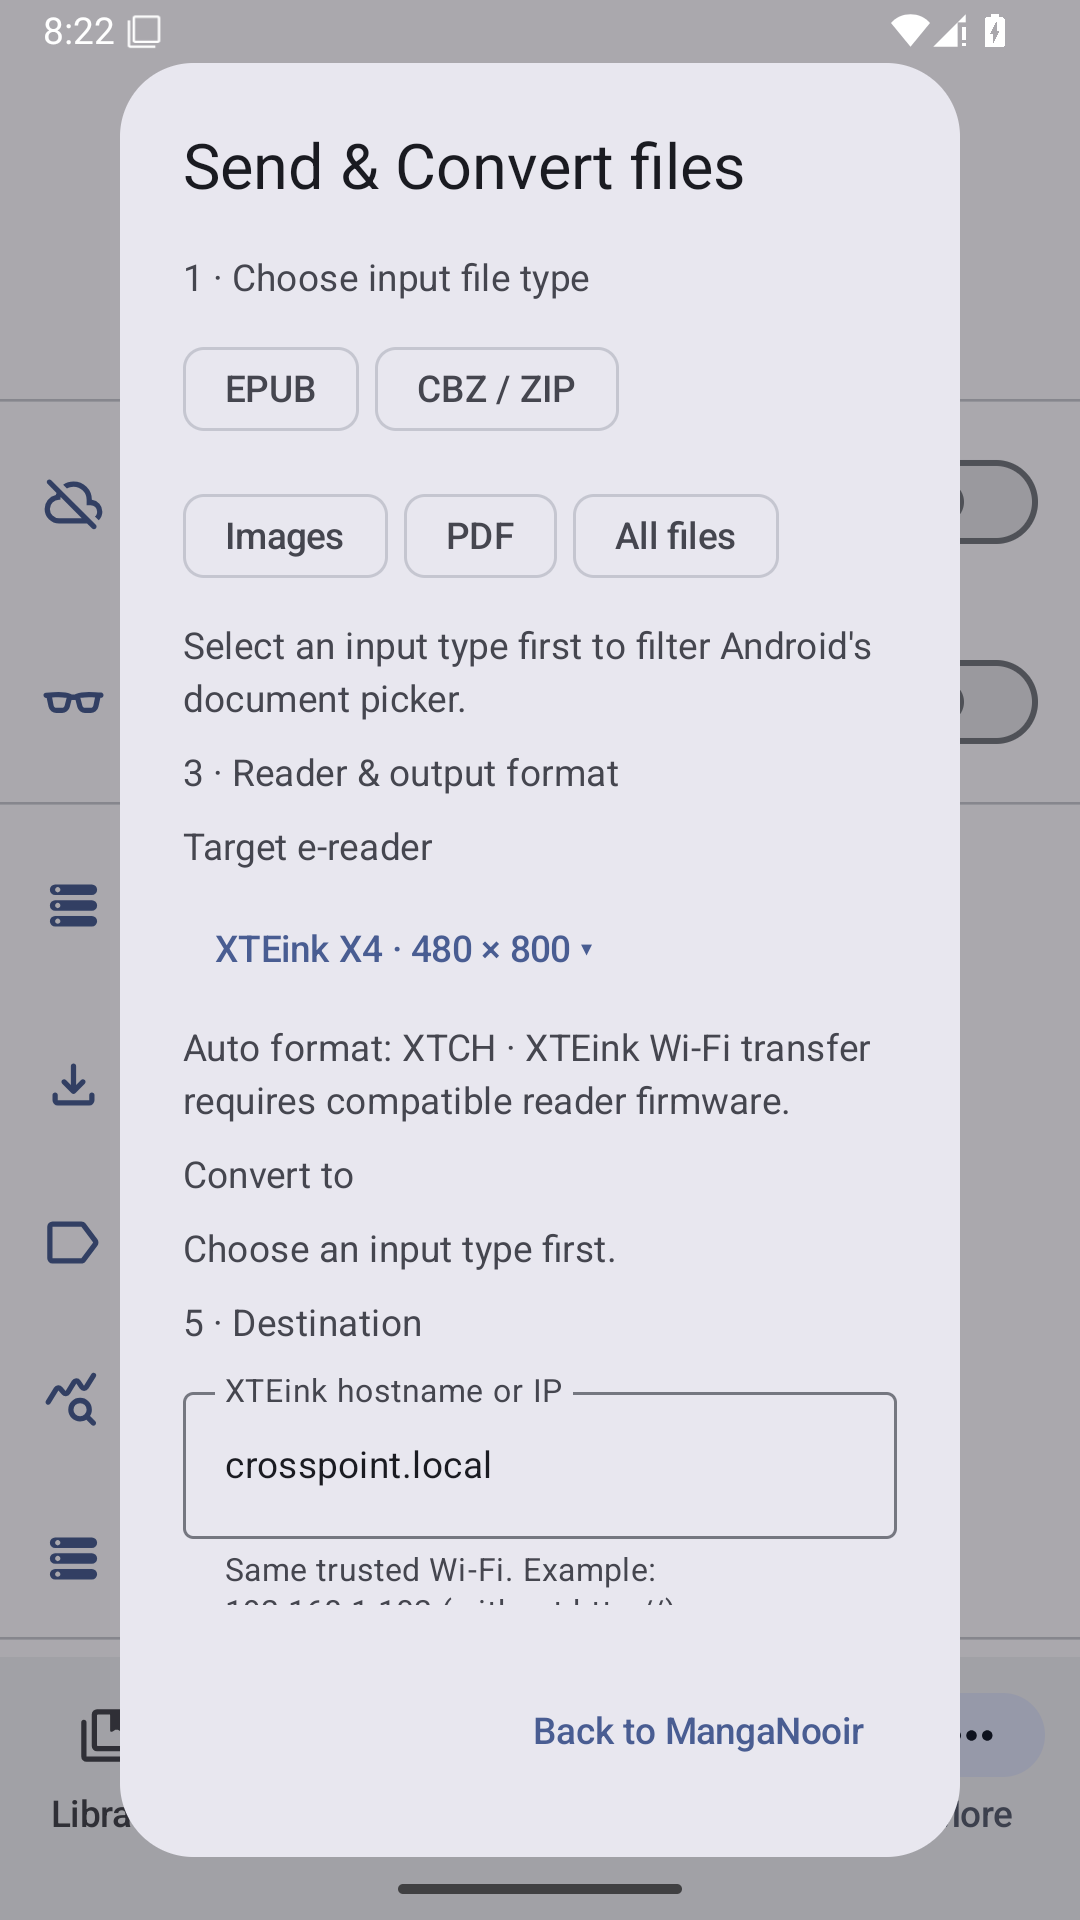 8:22
Send & Convert files
1 · Choose input file type
EPUB
CBZ / ZIP
Images
PDF
All files
Select an input type first to filter Android's
document picker.
3 · Reader & output format
Target e-reader
XTEink X4 · 480 × 800 ▾
Auto format: XTCH · XTEink Wi-Fi transfer
requires compatible reader firmware.
Convert to
Choose an input type first.
5 · Destination
XTEink hostname or IP
crosspoint.local
Same trusted Wi-Fi. Example:
Back to MangaNooir